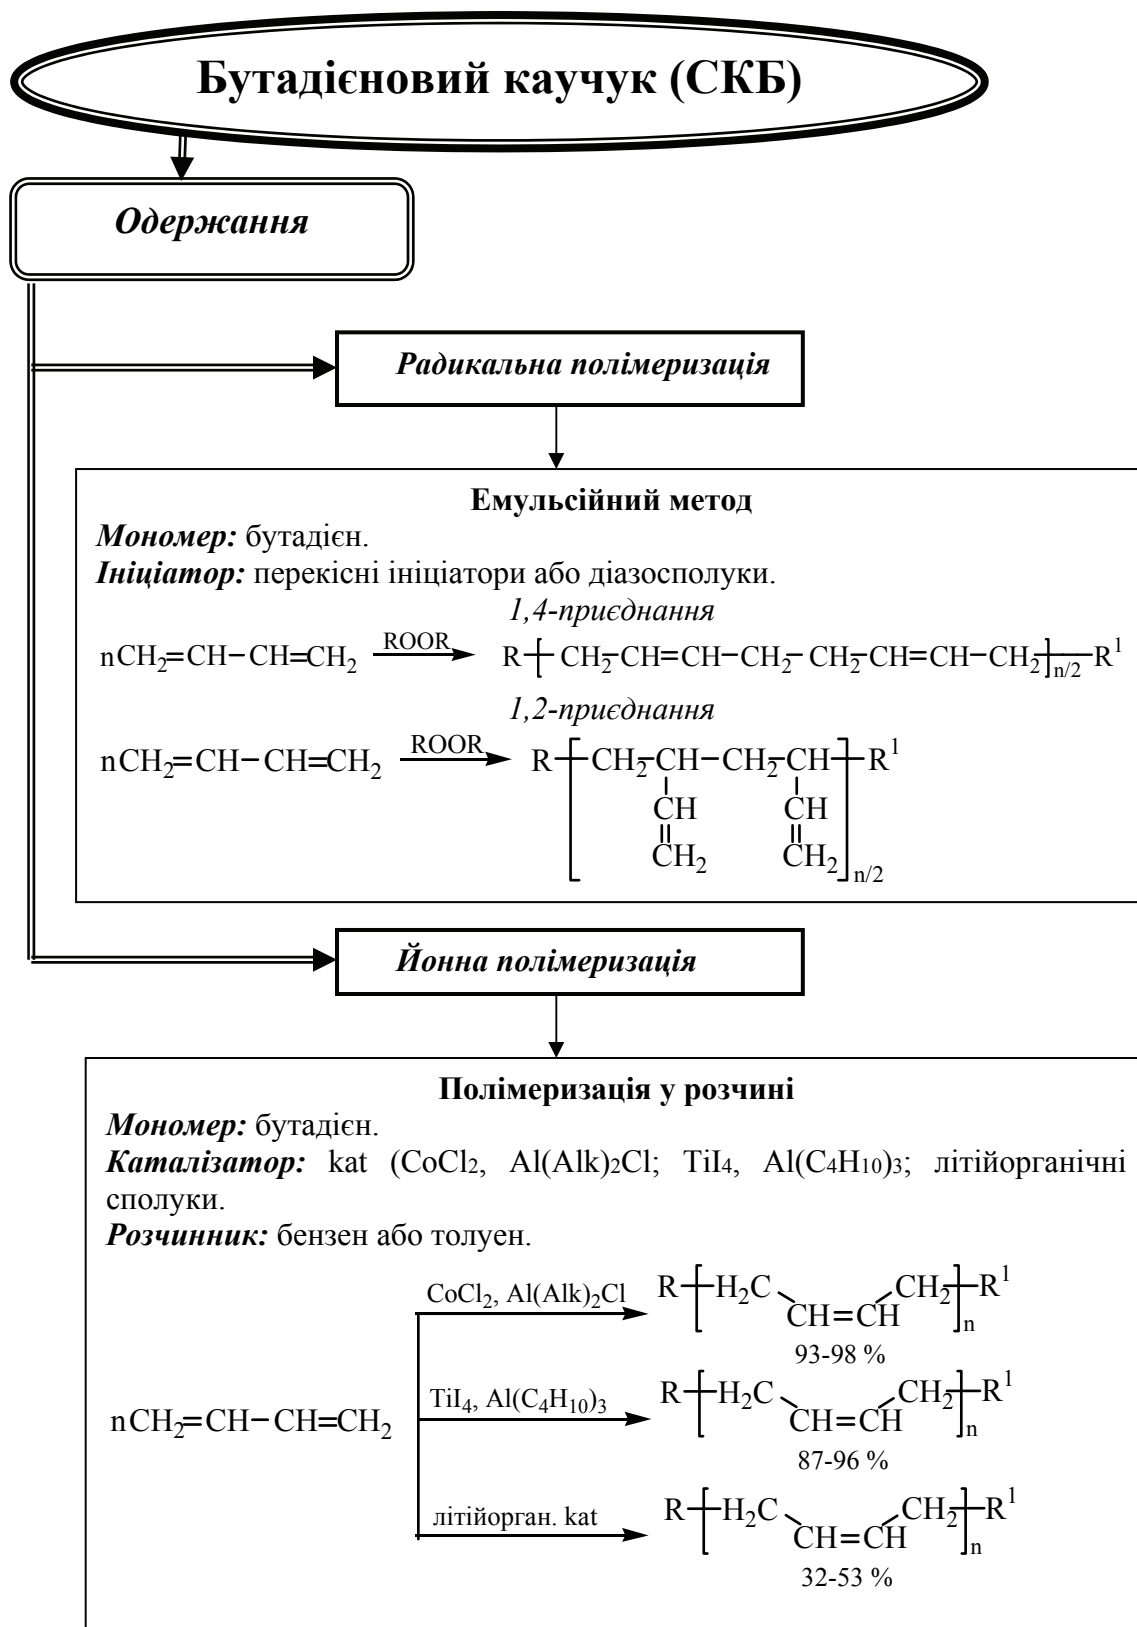 Бутадієновий каучук (СКБ)
Одержання
Радикальна полімеризація
Емульсійний метод
Мономер: бутадієн.
Ініціатор: перекісні ініціатори або діазосполуки.
1,4-приєднання
nCH₂=CH–CH=CH₂ ROOR R–[CH₂–CH=CH–CH₂–CH₂–CH=CH–CH₂]n/2–R¹
1,2-приєднання
nCH₂=CH–CH=CH₂ ROOR R–[CH₂–CH–CH₂–CH]n/2–R¹
CH CH
CH₂ CH₂
Йонна полімеризація
Полімеризація у розчині
Мономер: бутадієн.
Каталізатор: kat (CoCl₂, Al(Alk)₂Cl; TiI₄, Al(C₄H₁₀)₃; літійорганічні
сполуки.
Розчинник: бензен або толуен.
CoCl₂, Al(Alk)₂Cl R–[H₂C–CH=CH–CH₂]n–R¹
93-98 %
nCH₂=CH–CH=CH₂ TiI₄, Al(C₄H₁₀)₃ R–[H₂C–CH=CH–CH₂]n–R¹
87-96 %
літійорган. kat R–[H₂C–CH=CH–CH₂]n–R¹
32-53 %